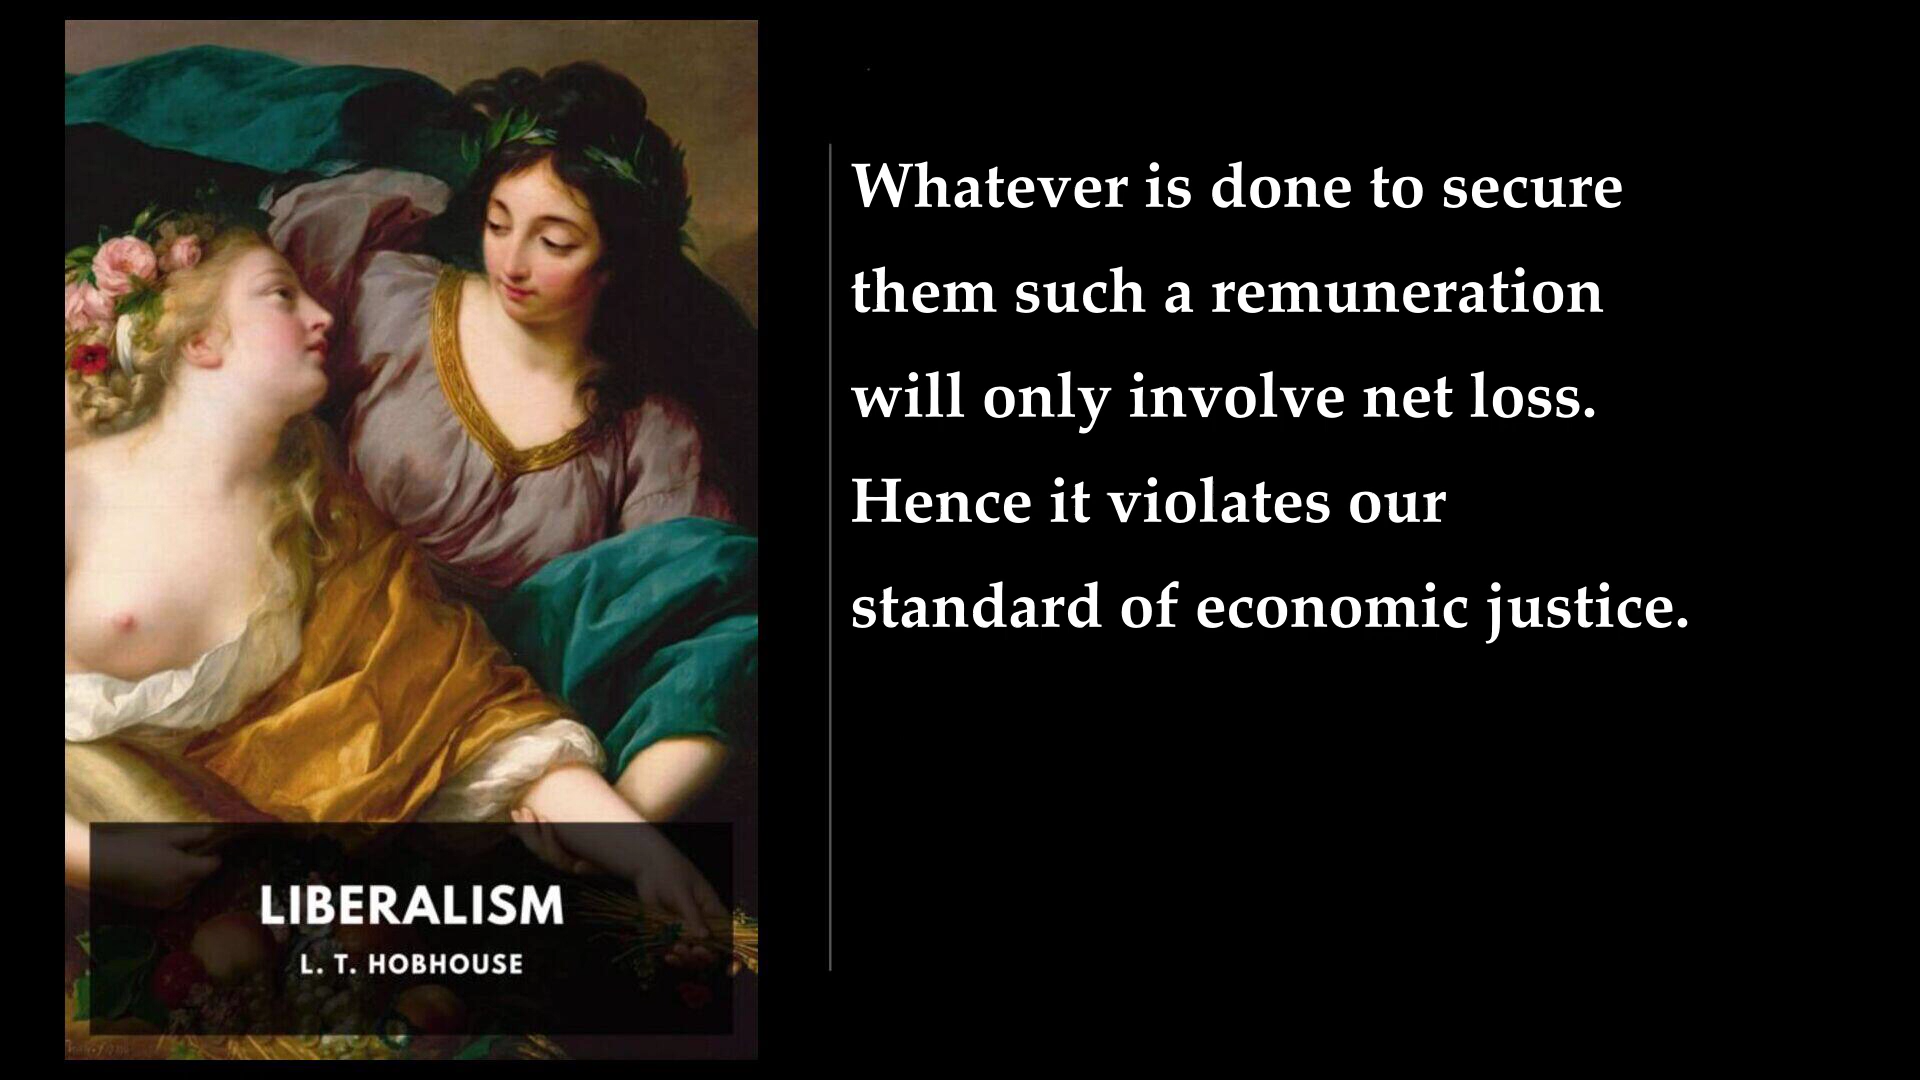 LIBERALISM
L. T. HOBHOUSE
Whatever is done to secure
them such a remuneration
will only involve net loss.
Hence it violates our
standard of economic justice.